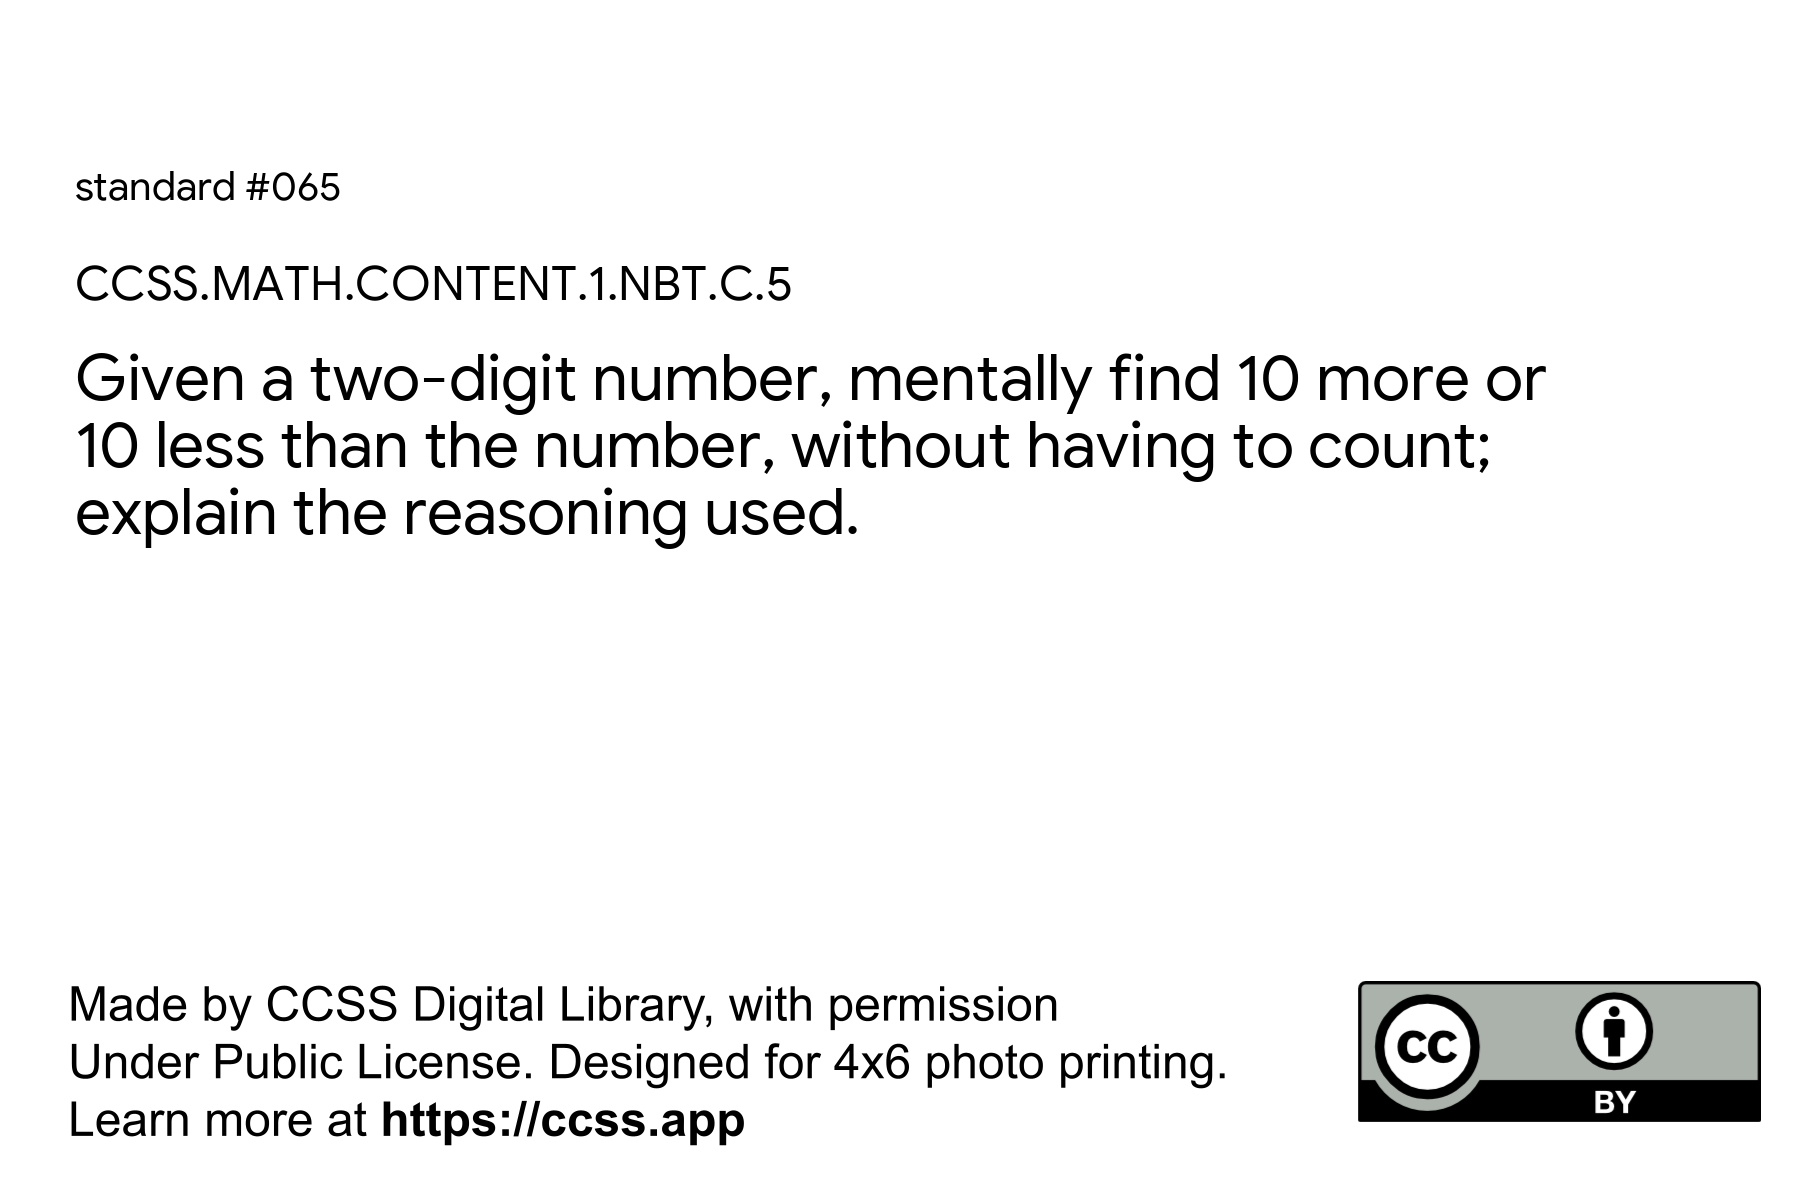 standard #065
CCSS.MATH.CONTENT.1.NBT.C.5
Given a two-digit number, mentally find 10 more or
10 less than the number, without having to count;
explain the reasoning used.
Made by CCSS Digital Library, with permission
Under Public License. Designed for 4x6 photo printing.
Learn more at https://ccss.app
cc
BY